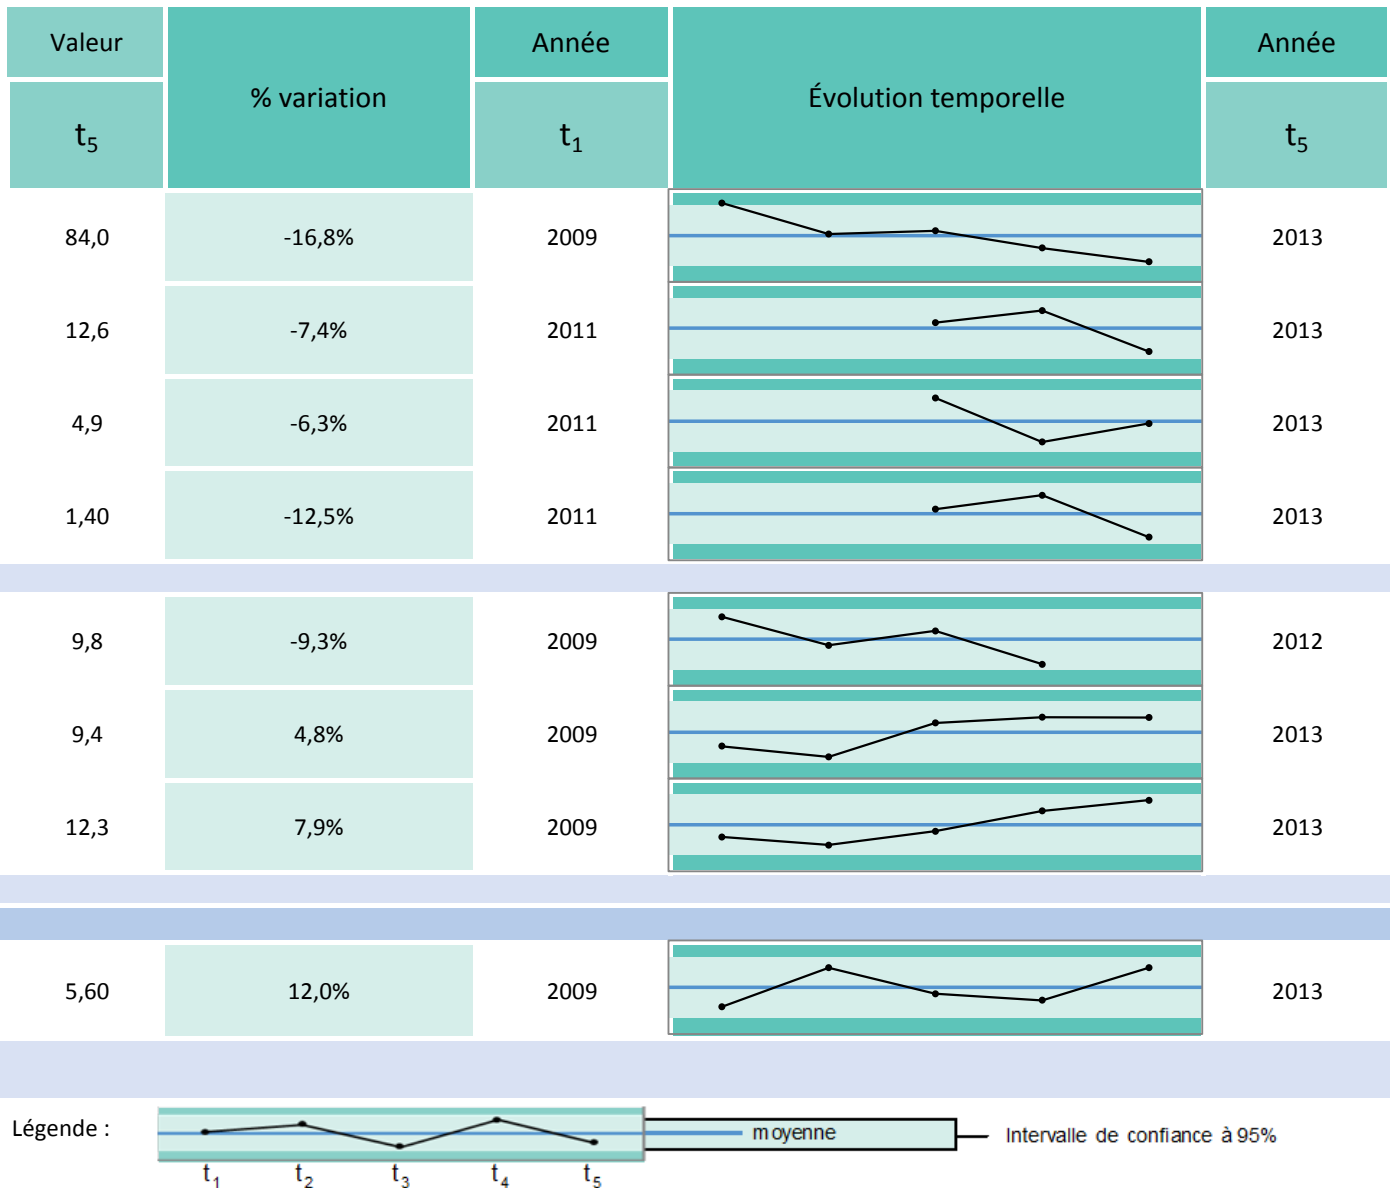 Valeur % variation Année Évolution temporelle Année
t5 t1 t5
84,0 -16,8% 2009 2013
12,6 -7,4% 2011 2013
4,9 -6,3% 2011 2013
1,40 -12,5% 2011 2013
9,8 -9,3% 2009 2012
9,4 4,8% 2009 2013
12,3 7,9% 2009 2013
5,60 12,0% 2009 2013
Légende : moyenne Intervalle de confiance à 95%
t1 t2 t3 t4 t5